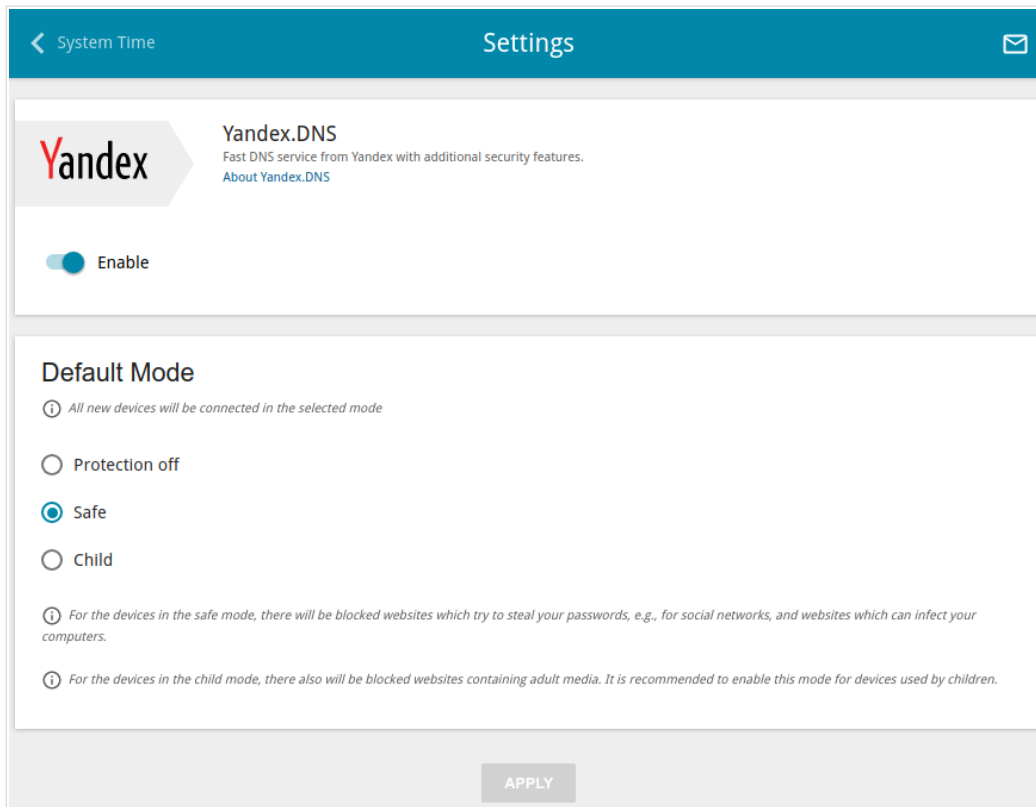 System Time
Settings
Yandex
Yandex.DNS
Fast DNS service from Yandex with additional security features.
About Yandex.DNS
Enable
Default Mode
All new devices will be connected in the selected mode
Protection off
Safe
Child
For the devices in the safe mode, there will be blocked websites which try to steal your passwords, e.g., for social networks, and websites which can infect your
computers.
For the devices in the child mode, there also will be blocked websites containing adult media. It is recommended to enable this mode for devices used by children.
APPLY